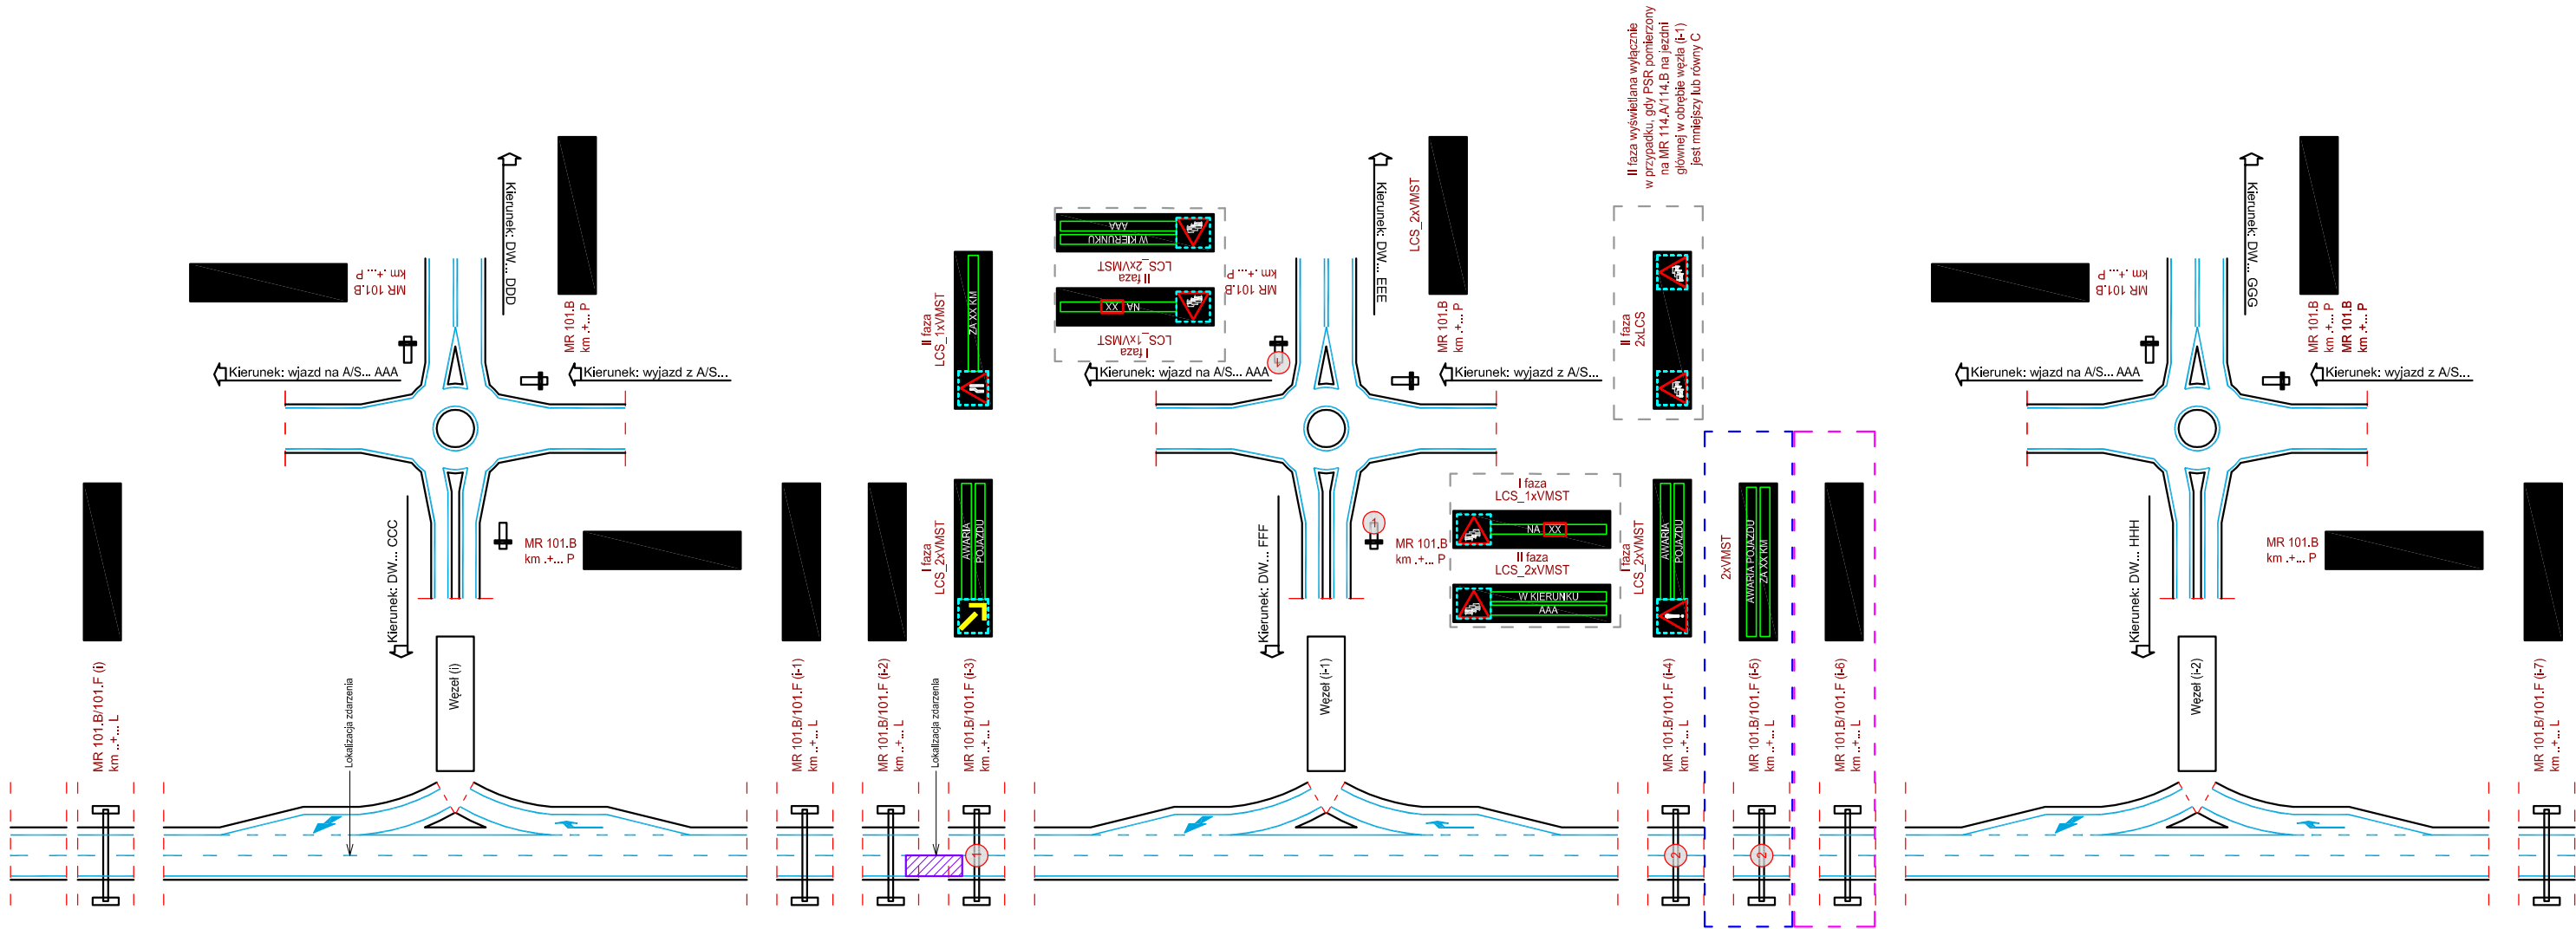 MR 101.B/101.F (i)
km ..+... L
Lokalizacja zdarzenia
MR 101.B
km .+... P
Kierunek: wjazd na A/S... AAA
Kierunek: DW... DDD
MR 101.B
km .+... P
Kierunek: wyjazd z A/S...
Kierunek: DW... CCC
MR 101.B
km .+... P
Węzeł (i)
MR 101.B/101.F (i-1)
km ..+... L
MR 101.B/101.F (i-2)
km ..+... L
Lokalizacja zdarzenia
II faza
LCS_1xVMST
ZA XX KM
I faza
LCS_2xVMST
AWARIA
POJAZDU
MR 101.B/101.F (i-3)
km ..+... L
1
W KIERUNKU
AAA
II faza
LCS_2xVMST
NA XX
I faza
LCS_1xVMST
MR 101.B
km .+... P
1
Kierunek: wjazd na A/S... AAA
Kierunek: DW... EEE
LCS_2xVMST
MR 101.B
km .+... P
Kierunek: wyjazd z A/S...
Kierunek: DW... FFF
1
MR 101.B
km .+... P
I faza
LCS_1xVMST
NA XX
II faza
LCS_2xVMST
W KIERUNKU
AAA
Węzeł (i-1)
II faza wyświetlana wyłącznie
w przypadku, gdy PSR pomierzony
na MR 114.A/114.B na jezdni
głównej w obrębie węzła (i-1)
jest mniejszy lub równy C
II faza
2xLCS
I faza
LCS_2xVMST
AWARIA
POJAZDU
MR 101.B/101.F (i-4)
km ..+... L
2
2xVMST
AWARIA POJAZDU
ZA XX KM
MR 101.B/101.F (i-5)
km ..+... L
2
MR 101.B/101.F (i-6)
km ..+... L
MR 101.B
km .+... P
Kierunek: wjazd na A/S... AAA
Kierunek: DW... GGG
MR 101.B
km .+... P
MR 101.B
km .+... P
Kierunek: wyjazd z A/S...
Kierunek: DW... HHH
MR 101.B
km .+... P
Węzeł (i-2)
MR 101.B/101.F (i-7)
km ..+... L